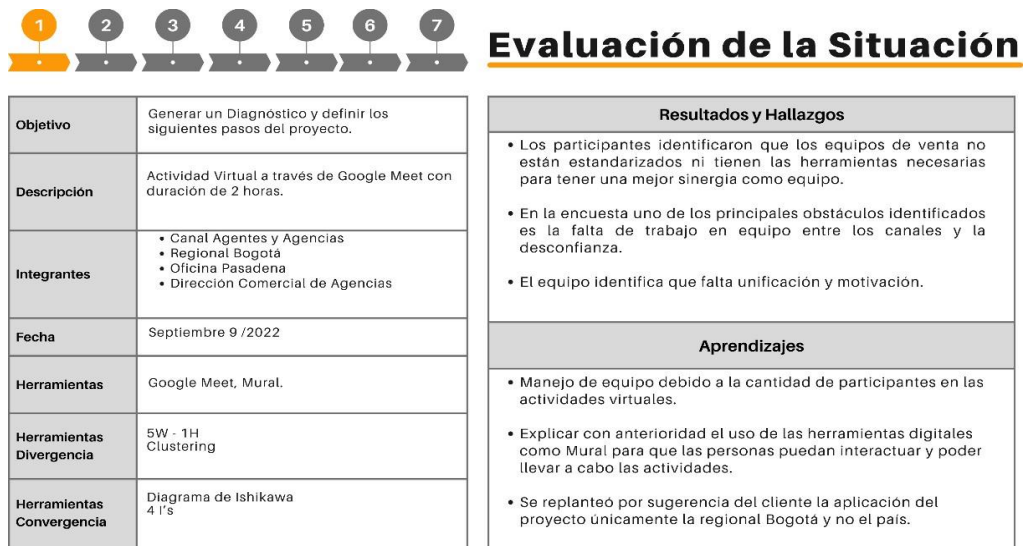 1 2 3 4 5 6 7
Evaluación de la Situación
Objetivo
Generar un Diagnóstico y definir los
siguientes pasos del proyecto.
Descripción
Actividad Virtual a través de Google Meet con
duración de 2 horas.
Integrantes
• Canal Agentes y Agencias
• Regional Bogotá
• Oficina Pasadena
• Dirección Comercial de Agencias
Fecha
Septiembre 9 /2022
Herramientas
Google Meet, Mural.
Herramientas
Divergencia
5W - 1H
Clustering
Herramientas
Convergencia
Diagrama de Ishikawa
4 I's
Resultados y Hallazgos
• Los participantes identificaron que los equipos de venta no
están estandarizados ni tienen las herramientas necesarias
para tener una mejor sinergia como equipo.
• En la encuesta uno de los principales obstáculos identificados
es la falta de trabajo en equipo entre los canales y la
desconfianza.
• El equipo identifica que falta unificación y motivación.
Aprendizajes
• Manejo de equipo debido a la cantidad de participantes en las
actividades virtuales.
• Explicar con anterioridad el uso de las herramientas digitales
como Mural para que las personas puedan interactuar y poder
llevar a cabo las actividades.
• Se replanteó por sugerencia del cliente la aplicación del
proyecto únicamente la regional Bogotá y no el país.